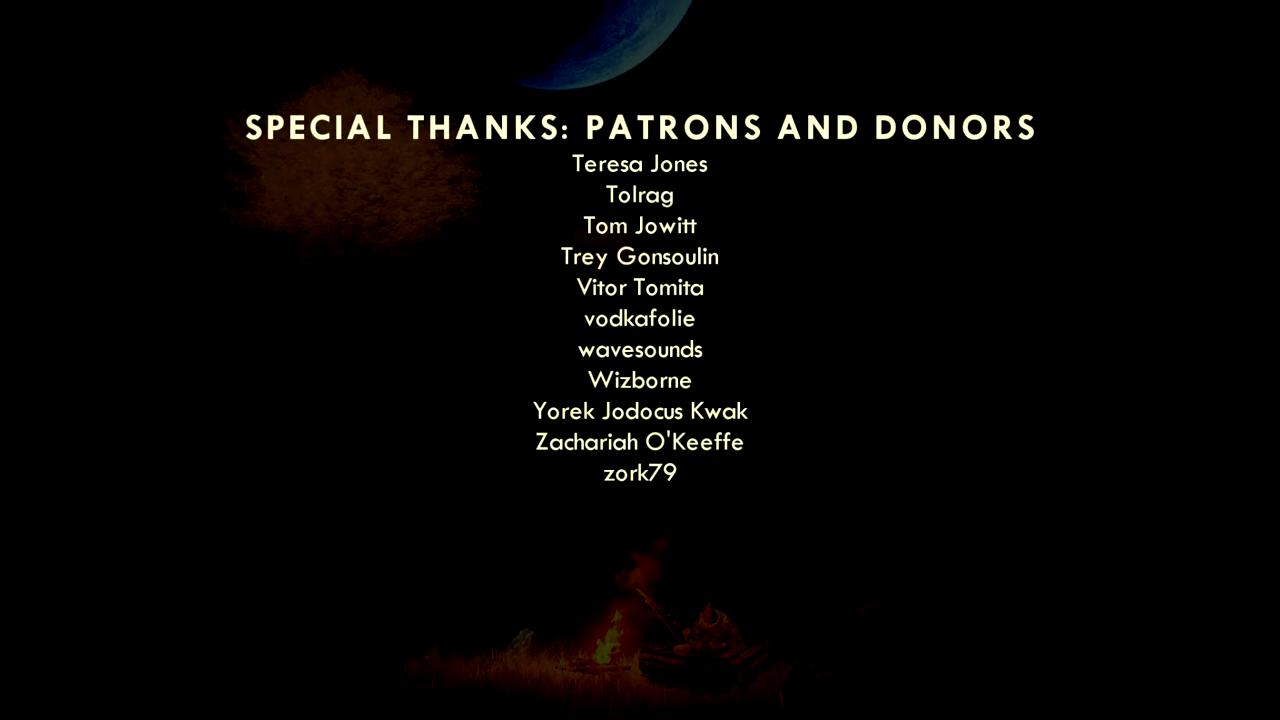 SPECIAL THANKS: PATRONS AND DONORS
Teresa Jones
Tolrag
Tom Jowitt
Trey Gonsoulin
Vitor Tomita
vodkafolie
wavesounds
Wizborne
Yorek Jodocus Kwak
Zachariah O'Keeffe
zork79